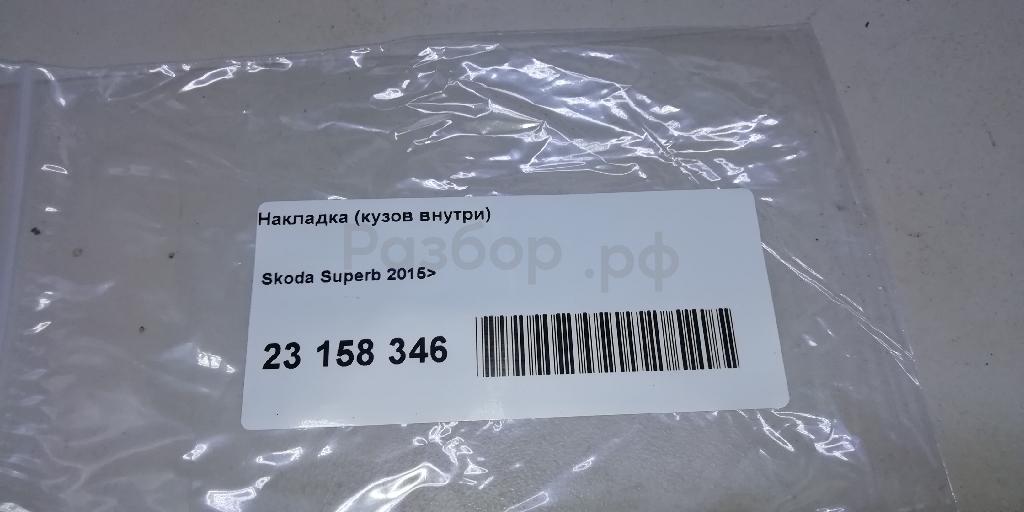 Накладка (кузов внутри)
Разбор.рф
Skoda Superb 2015>
23 158 346